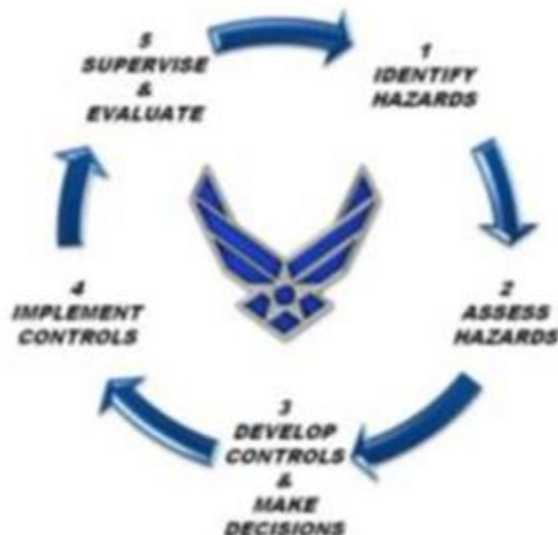 1
IDENTIFY
HAZARDS
2
ASSESS
HAZARDS
3
DEVELOP
CONTROLS
&
MAKE
DECISIONS
4
IMPLEMENT
CONTROLS
5
SUPERVISE
&
EVALUATE